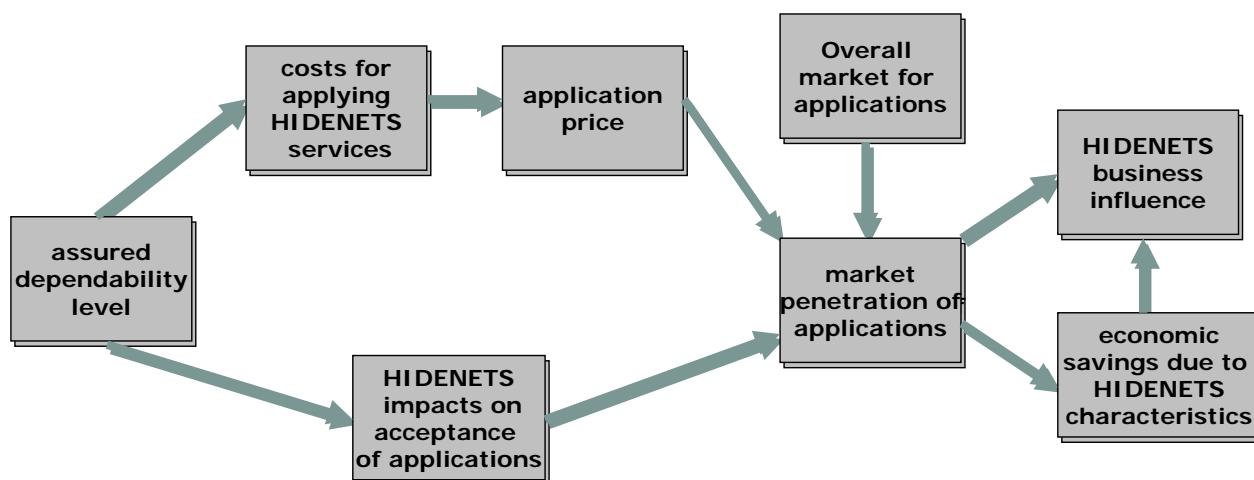 costs for
applying
HIDENETS
services
application
price
Overall
market for
applications
HIDENETS
business
influence
assured
dependability
level
market
penetration of
applications
HIDENETS
impacts on
acceptance
of applications
economic
savings due to
HIDENETS
characteristics